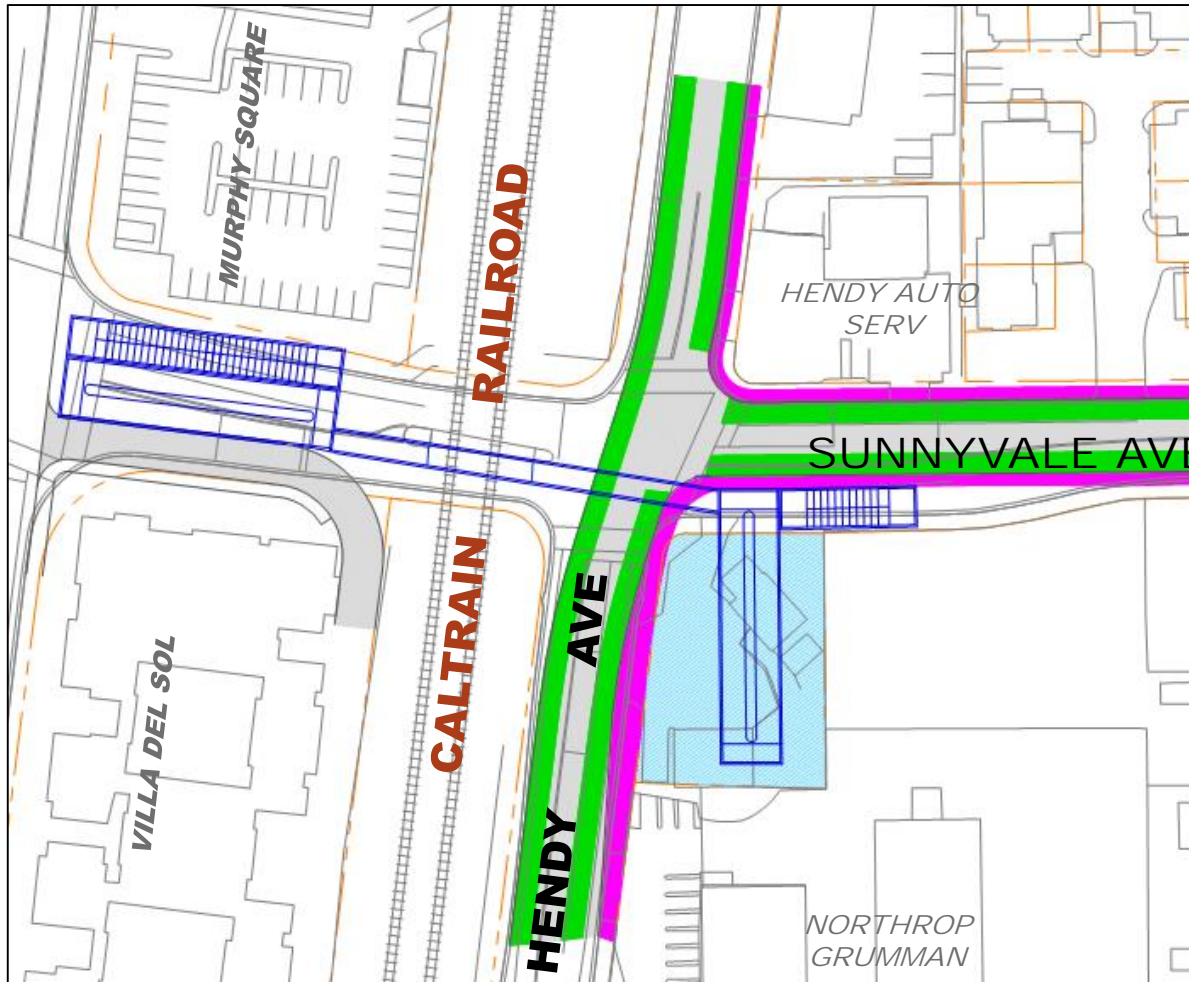 MURPHY SQUARE
CALTRAIN RAILROAD
HENDY AUTO
SERV
SUNNYVALE AVE
VILLA DEL SOL
HENDY AVE
NORTHROP
GRUMMAN